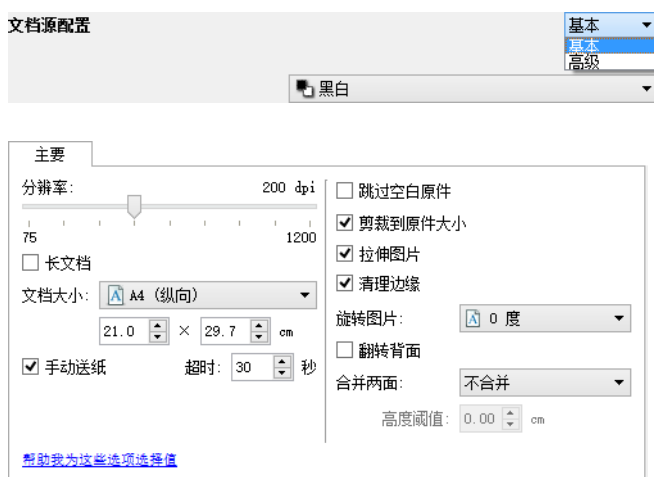 文档源配置
基本
基本
高级
黑白
主要
分辨率: 200 dpi
75 1200
长文档
文档大小: A4 (纵向)
21.0 × 29.7 cm
手动送纸 超时: 30 秒
帮助我为这些选项选择值
跳过空白原件
剪裁到原件大小
拉伸图片
清理边缘
旋转图片: 0 度
翻转背面
合并两面: 不合并
高度阈值: 0.00 cm